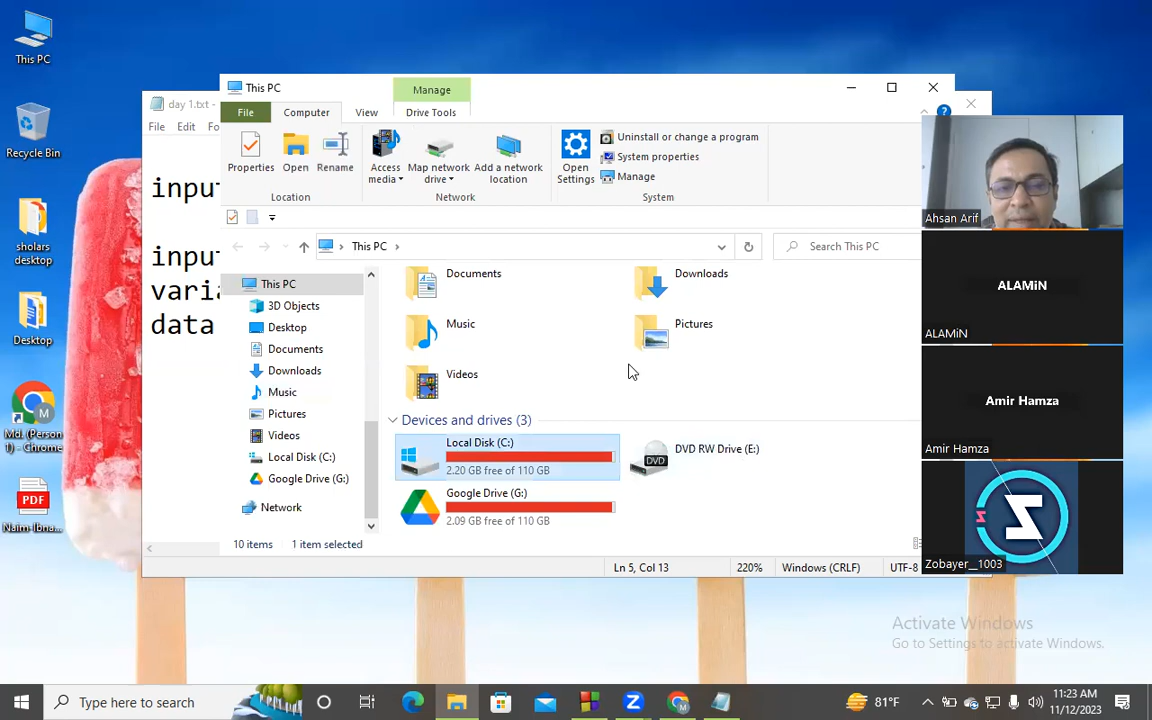 This PC
Recycle Bin
sholars
desktop
Desktop
Md. (Person
1) - Chrome
PDF
Naim-Ibna...
day 1.txt -
File Edit Fo
input
input
varia
data
This PC
Manage
File Computer View Drive Tools
Properties
Open
Rename
Access
media
Map network
drive
Add a network
location
Open
Settings
Uninstall or change a program
System properties
Manage
Location Network System
This PC
Search This PC
This PC
3D Objects
Desktop
Documents
Downloads
Music
Pictures
Videos
Local Disk (C:)
Google Drive (G:)
Network
Documents
Downloads
Music
Pictures
Videos
Devices and drives (3)
Local Disk (C:)
2.20 GB free of 110 GB
DVD RW Drive (E:)
DVD
Google Drive (G:)
2.09 GB free of 110 GB
10 items 1 item selected
Ln 5, Col 13 220% Windows (CRLF) UTF-8
Ahsan Arif
ALAMiN
ALAMiN
Amir Hamza
Amir Hamza
Zobayer__1003
Activate Windows
Go to Settings to activate Windows.
Type here to search
81°F
11:23 AM
11/12/2023